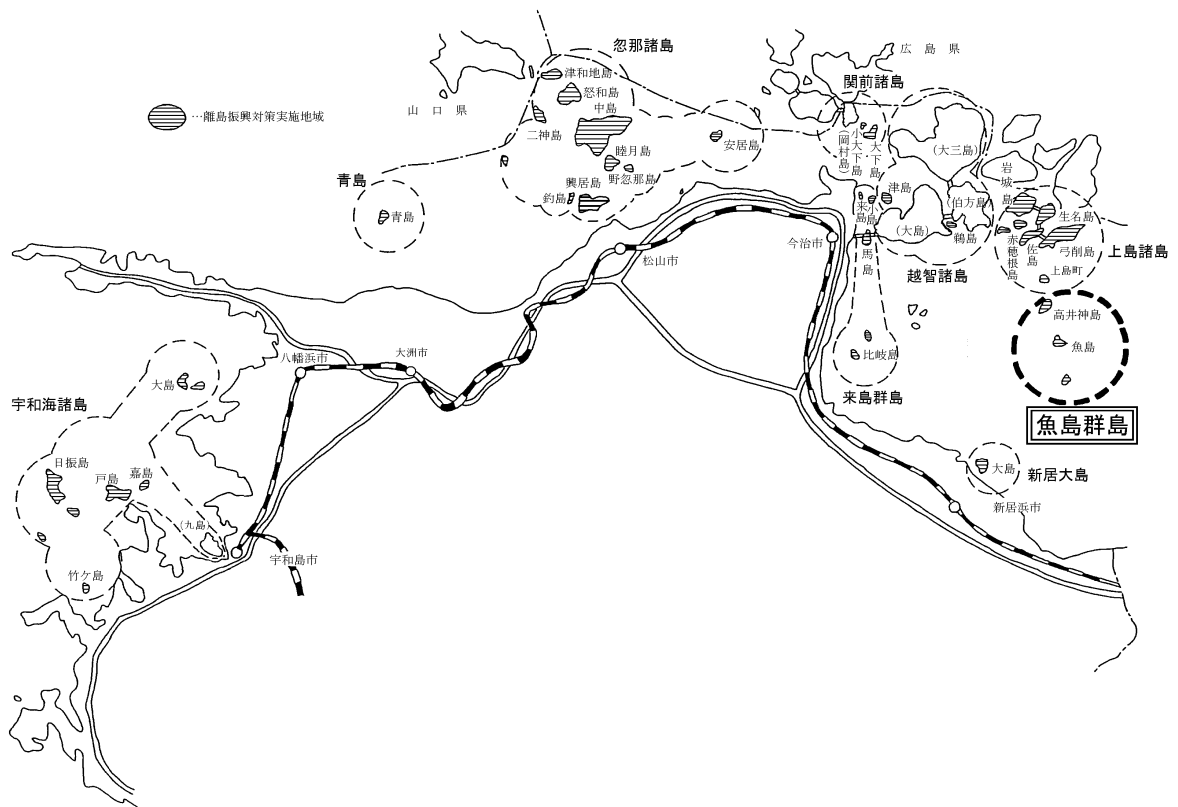 忽那諸島
広島県
津和地島
関前諸島
怒和島
中島
山口県
…離島振興対策実施地域
二神島
安居島
小大下島
(岡村島)
大下島
(大三島)
睦月島
野忽那島
岩城島
青島
興居島
釣島
津島
(伯方島)
生名島
青島
来島
小島
(大島)
鵜島
赤穂根島
佐島
弓削島
今治市
馬島
上島諸島
松山市
越智諸島
上島町
高井神島
魚島
八幡浜市
大洲市
比岐島
大島
来島群島
宇和海諸島
魚島群島
日振島
戸島
嘉島
大島
新居大島
(九島)
新居浜市
宇和島市
竹ケ島